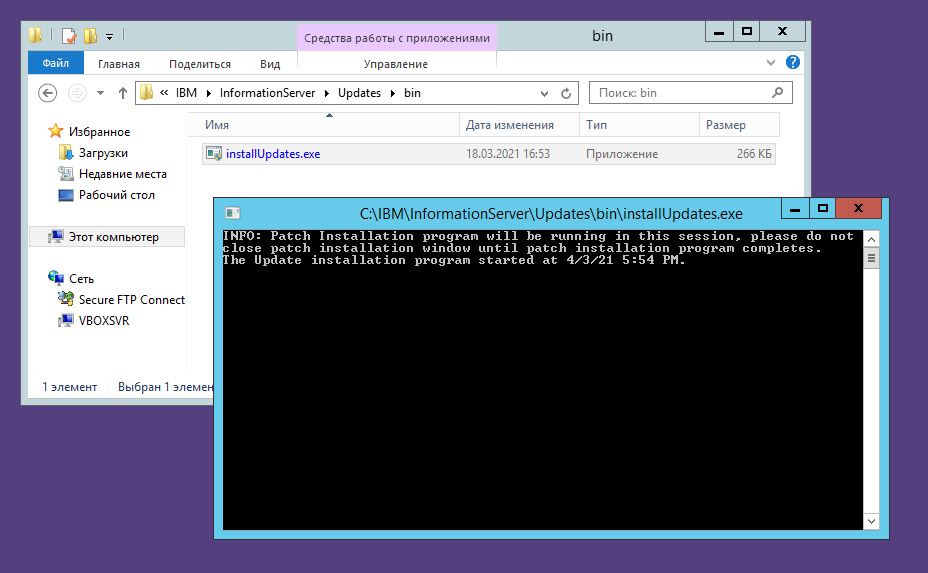 Средства работы с приложениями
bin
Файл
Главная
Поделиться
Вид
Управление
« IBM InformationServer Updates bin
Поиск: bin
Имя
Дата изменения
Тип
Размер
Избранное
Загрузки
Недавние места
Рабочий стол
Этот компьютер
Сеть
Secure FTP Connect
VBOXSVR
installUpdates.exe
18.03.2021 16:53
Приложение
266 КБ
1 элемент
Выбран 1 элемен
C:\IBM\InformationServer\Updates\bin\installUpdates.exe
INFO: Patch Installation program will be running in this session, please do not
close patch installation window until patch installation program completes.
The Update installation program started at 4/3/21 5:54 PM.